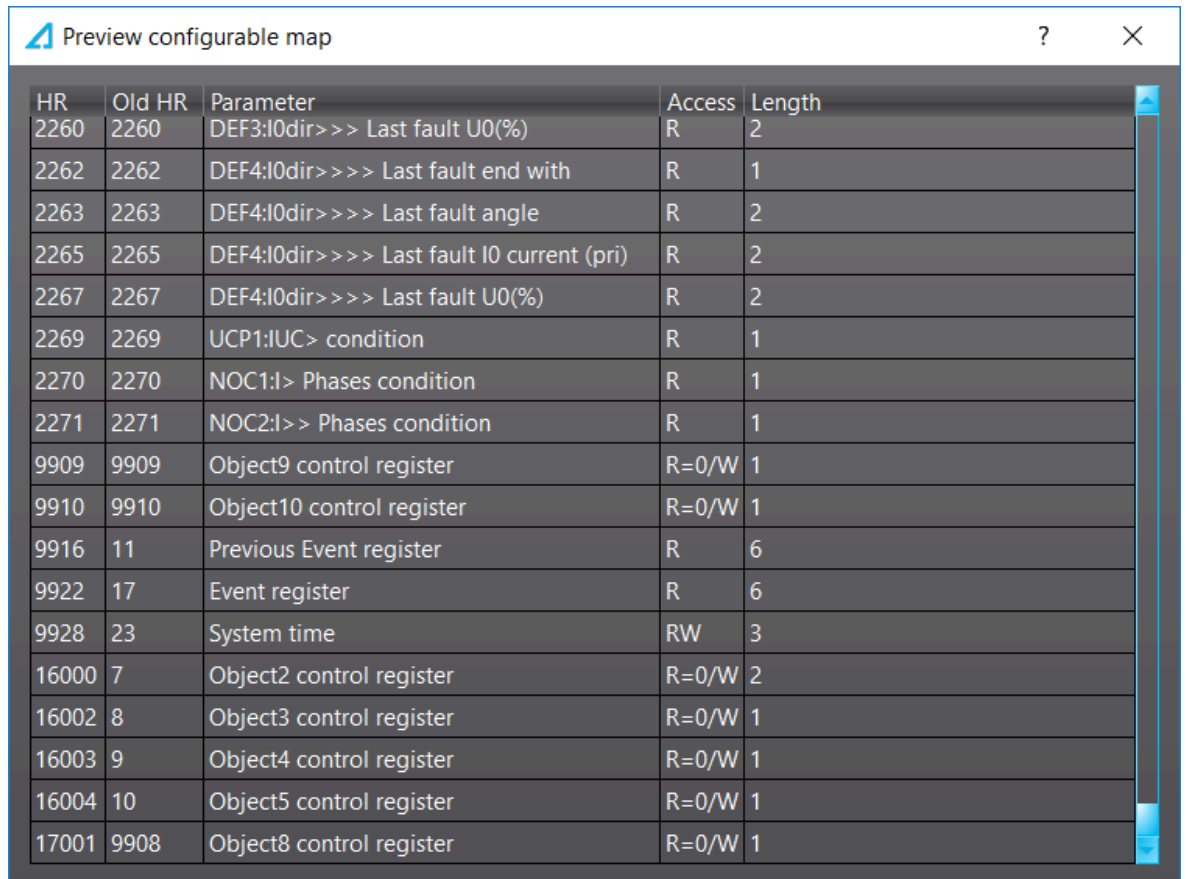 Preview configurable map ? ×
HR Old HR Parameter Access Length
2260 2260 DEF3:I0dir>>> Last fault U0(%) R 2
2262 2262 DEF4:I0dir>>>> Last fault end with R 1
2263 2263 DEF4:I0dir>>>> Last fault angle R 2
2265 2265 DEF4:I0dir>>>> Last fault I0 current (pri) R 2
2267 2267 DEF4:I0dir>>>> Last fault U0(%) R 2
2269 2269 UCP1:IUC> condition R 1
2270 2270 NOC1:I> Phases condition R 1
2271 2271 NOC2:I>> Phases condition R 1
9909 9909 Object9 control register R=0/W 1
9910 9910 Object10 control register R=0/W 1
9916 11 Previous Event register R 6
9922 17 Event register R 6
9928 23 System time RW 3
16000 7 Object2 control register R=0/W 2
16002 8 Object3 control register R=0/W 1
16003 9 Object4 control register R=0/W 1
16004 10 Object5 control register R=0/W 1
17001 9908 Object8 control register R=0/W 1